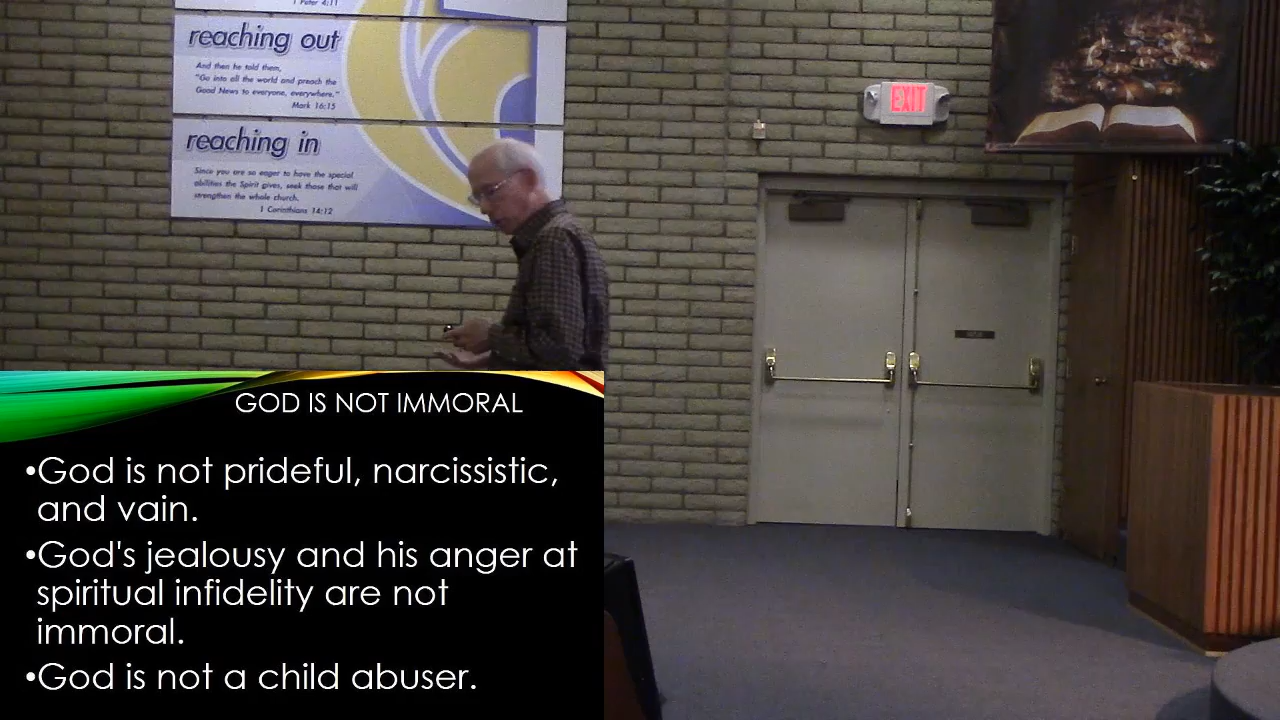 1 Peter 4:11
reaching out
And then he told them,
"Go into all the world and preach the
Good News to everyone, everywhere."
Mark 16:15
reaching in
Since you are so eager to have the special
abilities the Spirit gives, seek those that will
strengthen the whole church.
1 Corinthians 14:12
EXIT
GOD IS NOT IMMORAL
•God is not prideful, narcissistic,
and vain.
•God's jealousy and his anger at
spiritual infidelity are not
immoral.
•God is not a child abuser.